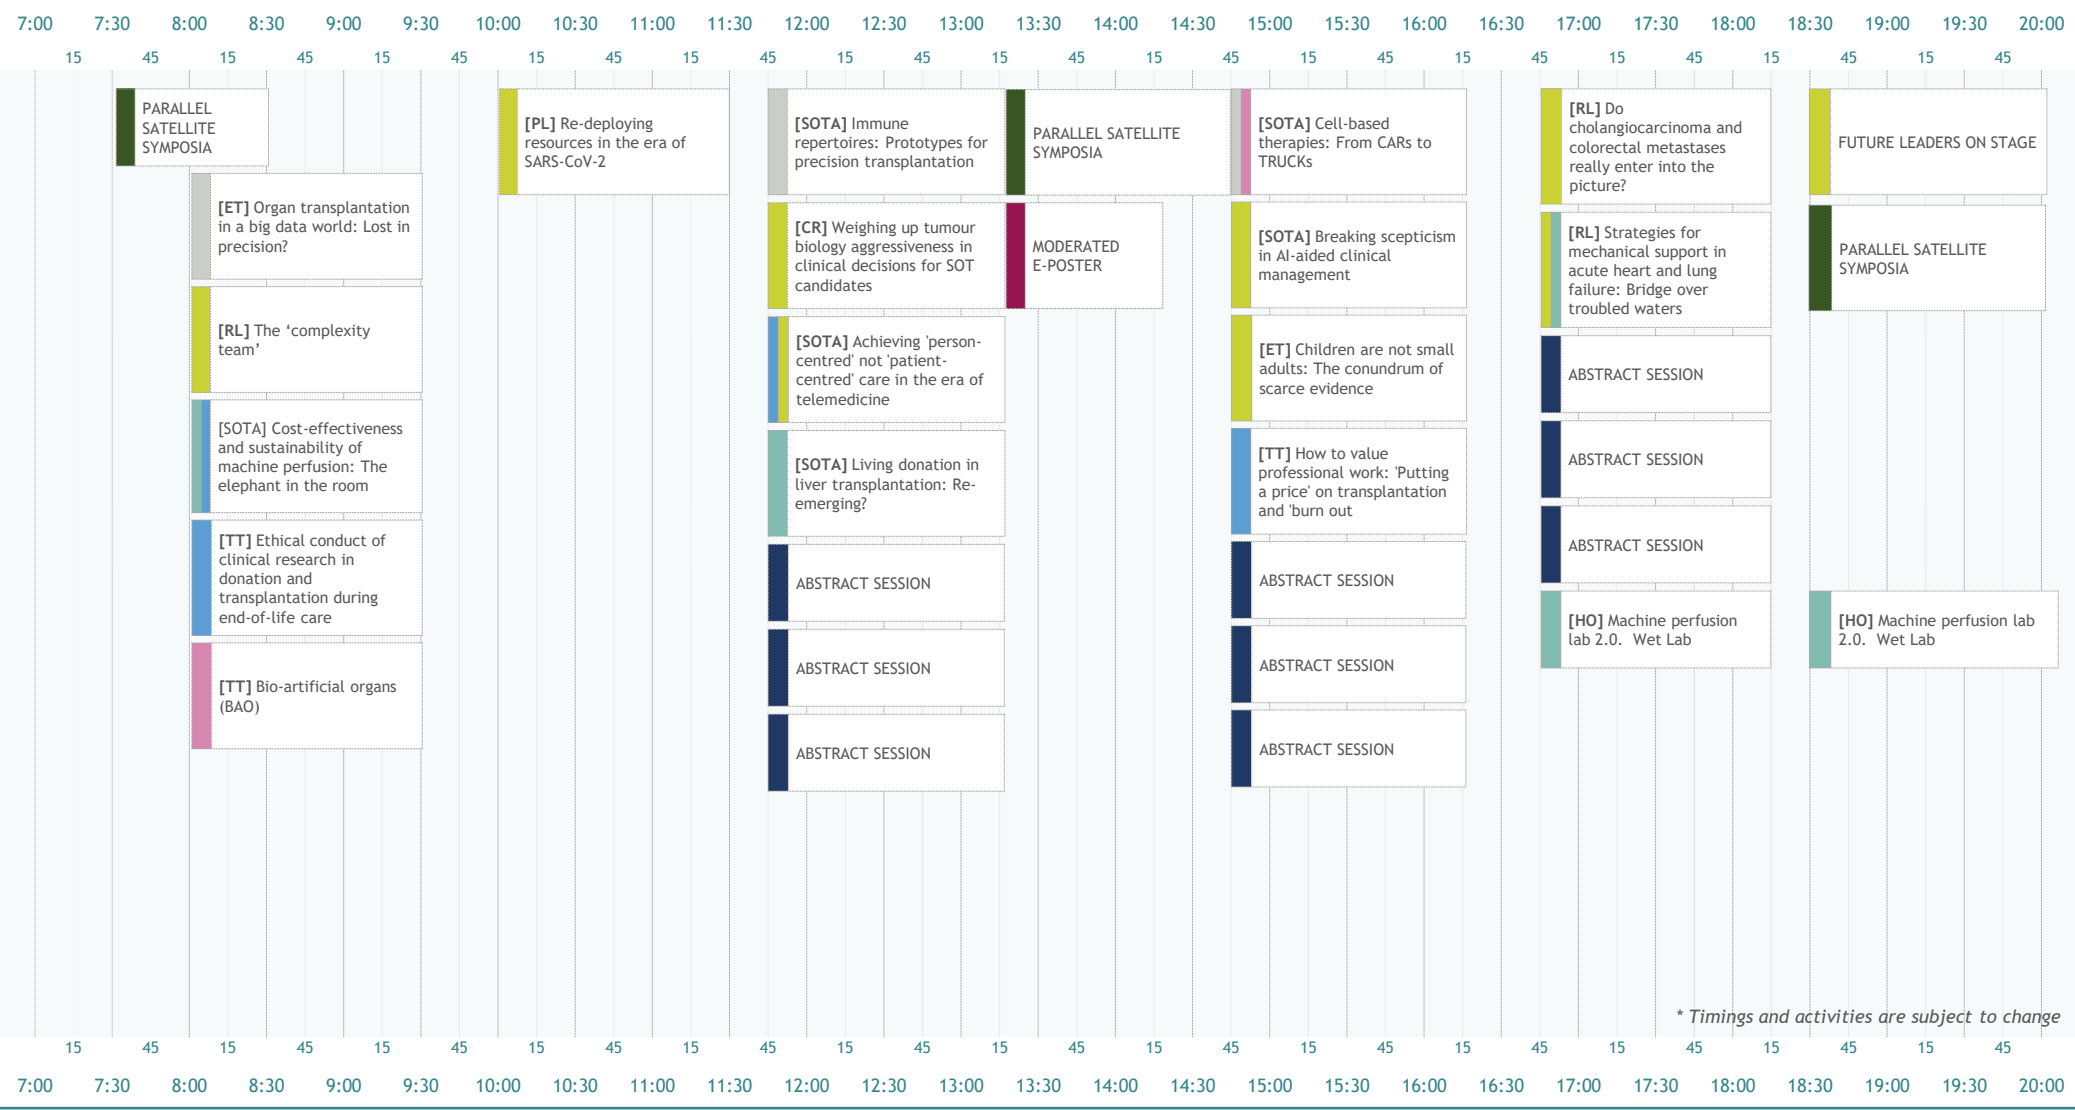 7:00 7:30 8:00 8:30 9:00 9:30 10:00 10:30 11:00 11:30 12:00 12:30 13:00 13:30 14:00 14:30 15:00 15:30 16:00 16:30 17:00 17:30 18:00 18:30 19:00 19:30 20:00
15 45 15 45 15 45 15 45 15 45 15 45 15 45 15 45 15 45 15 45 15 45 15 45 15 45
PARALLEL
SATELLITE
SYMPOSIA
[ET] Organ transplantation
in a big data world: Lost in
precision?
[RL] The ‘complexity
team’
[SOTA] Cost-effectiveness
and sustainability of
machine perfusion: The
elephant in the room
[TT] Ethical conduct of
clinical research in
donation and
transplantation during
end-of-life care
[TT] Bio-artificial organs
(BAO)
[PL] Re-deploying
resources in the era of
SARS-CoV-2
[SOTA] Immune
repertoires: Prototypes for
precision transplantation
[CR] Weighing up tumour
biology aggressiveness in
clinical decisions for SOT
candidates
[SOTA] Achieving 'person-
centred' not 'patient-
centred' care in the era of
telemedicine
[SOTA] Living donation in
liver transplantation: Re-
emerging?
ABSTRACT SESSION
ABSTRACT SESSION
ABSTRACT SESSION
PARALLEL SATELLITE
SYMPOSIA
MODERATED
E-POSTER
[SOTA] Cell-based
therapies: From CARs to
TRUCKs
[SOTA] Breaking scepticism
in AI-aided clinical
management
[ET] Children are not small
adults: The conundrum of
scarce evidence
[TT] How to value
professional work: 'Putting
a price' on transplantation
and 'burn out
ABSTRACT SESSION
ABSTRACT SESSION
ABSTRACT SESSION
[RL] Do
cholangiocarcinoma and
colorectal metastases
really enter into the
picture?
[RL] Strategies for
mechanical support in
acute heart and lung
failure: Bridge over
troubled waters
ABSTRACT SESSION
ABSTRACT SESSION
ABSTRACT SESSION
[HO] Machine perfusion
lab 2.0. Wet Lab
FUTURE LEADERS ON STAGE
PARALLEL SATELLITE
SYMPOSIA
[HO] Machine perfusion lab
2.0. Wet Lab
* Timings and activities are subject to change
15 45 15 45 15 45 15 45 15 45 15 45 15 45 15 45 15 45 15 45 15 45 15 45 15 45
7:00 7:30 8:00 8:30 9:00 9:30 10:00 10:30 11:00 11:30 12:00 12:30 13:00 13:30 14:00 14:30 15:00 15:30 16:00 16:30 17:00 17:30 18:00 18:30 19:00 19:30 20:00